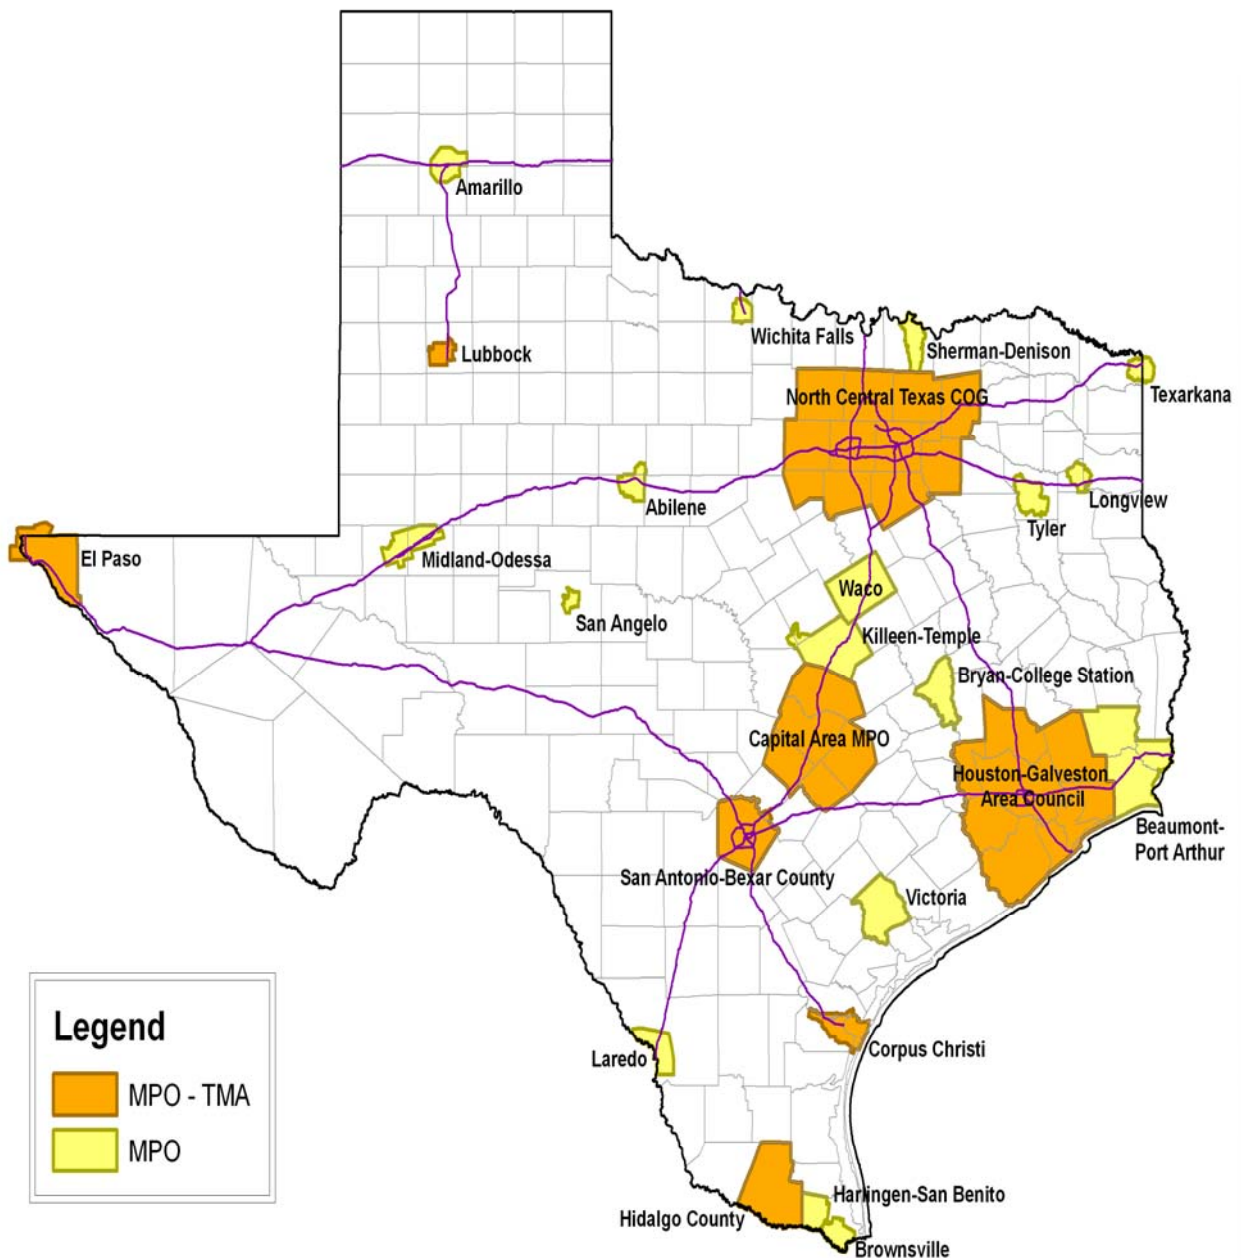 Amarillo
Lubbock
Wichita Falls
Sherman-Denison
Texarkana
North Central Texas COG
Abilene
Longview
Tyler
El Paso
Midland-Odessa
San Angelo
Waco
Killeen-Temple
Bryan-College Station
Capital Area MPO
Houston-Galveston
Area Council
Beaumont-
Port Arthur
San Antonio-Bexar County
Victoria
Corpus Christi
Laredo
Harlingen-San Benito
Hidalgo County
Brownsville
Legend
MPO - TMA
MPO